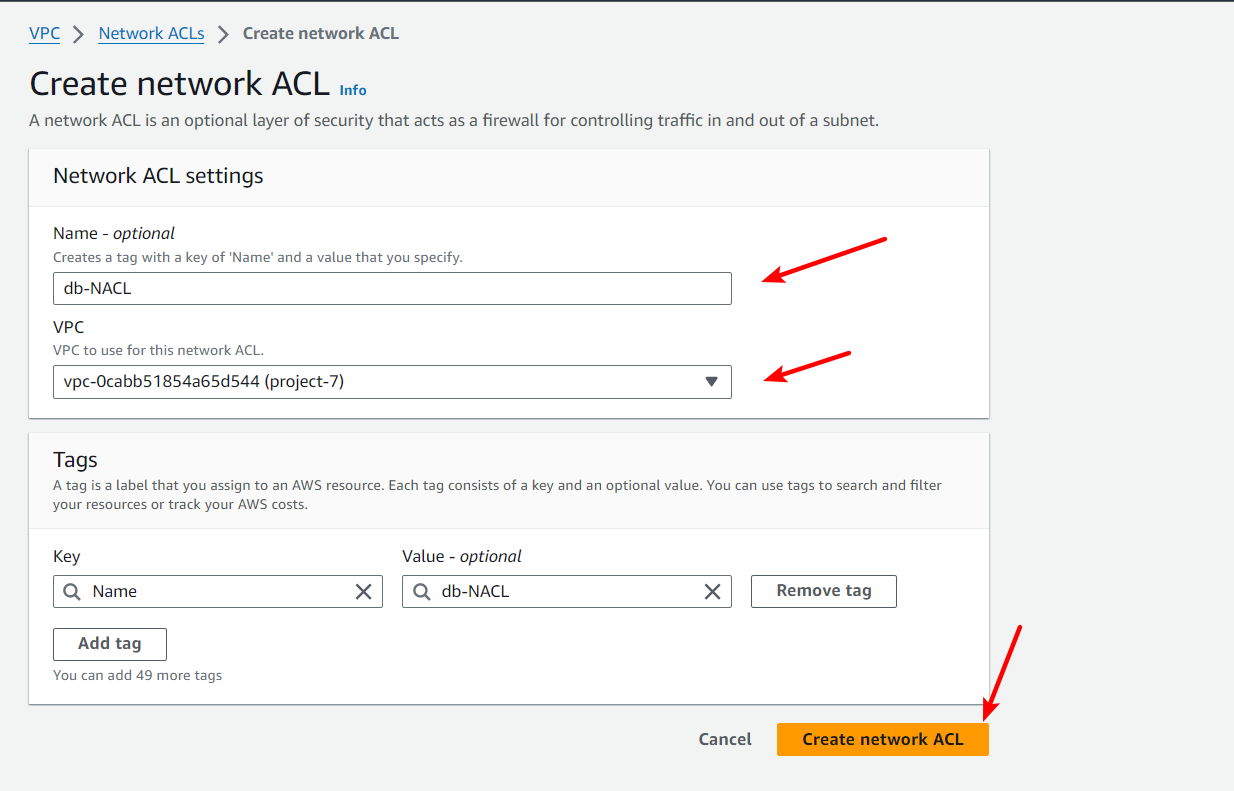 VPC > Network ACLs > Create network ACL
Create network ACL Info
A network ACL is an optional layer of security that acts as a firewall for controlling traffic in and out of a subnet.
Network ACL settings
Name - optional
Creates a tag with a key of 'Name' and a value that you specify.
db-NACL
VPC
VPC to use for this network ACL.
vpc-0cabb51854a65d544 (project-7)
Tags
A tag is a label that you assign to an AWS resource. Each tag consists of a key and an optional value. You can use tags to search and filter
your resources or track your AWS costs.
Key Value - optional
Name db-NACL Remove tag
Add tag
You can add 49 more tags
Cancel Create network ACL